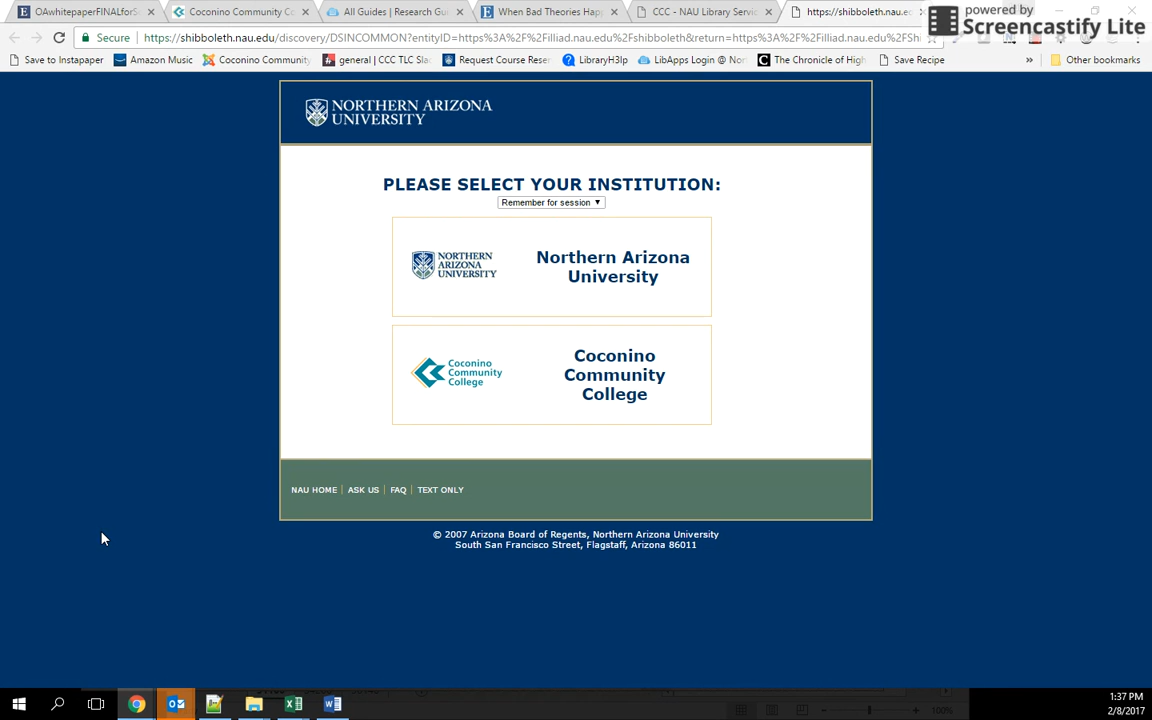 powered by
Screencastify Lite
OAwhitepaperFINALforS
Coconino Community C
All Guides | Research Gui
When Bad Theories Happ
CCC - NAU Library Servic
https://shibboleth.nau.ed
Secure
https://shibboleth.nau.edu/discovery/DSINCOMMON?entityID=https%3A%2F%2Filliad.nau.edu%2Fshibboleth&return=https%3A%2F%2Filliad.nau.edu%2FShi
Save to Instapaper
Amazon Music
Coconino Community
general | CCC TLC Slac
Request Course Reser
LibraryH3lp
LibApps Login @ Nor
The Chronicle of High
Save Recipe
»
Other bookmarks
NORTHERN ARIZONA
UNIVERSITY
PLEASE SELECT YOUR INSTITUTION:
Remember for session
NORTHERN
ARIZONA
UNIVERSITY
Northern Arizona
University
Coconino
Community
College
Coconino
Community
College
NAU HOME | ASK US | FAQ | TEXT ONLY
© 2007 Arizona Board of Regents, Northern Arizona University
South San Francisco Street, Flagstaff, Arizona 86011
100%
1:37 PM
2/8/2017